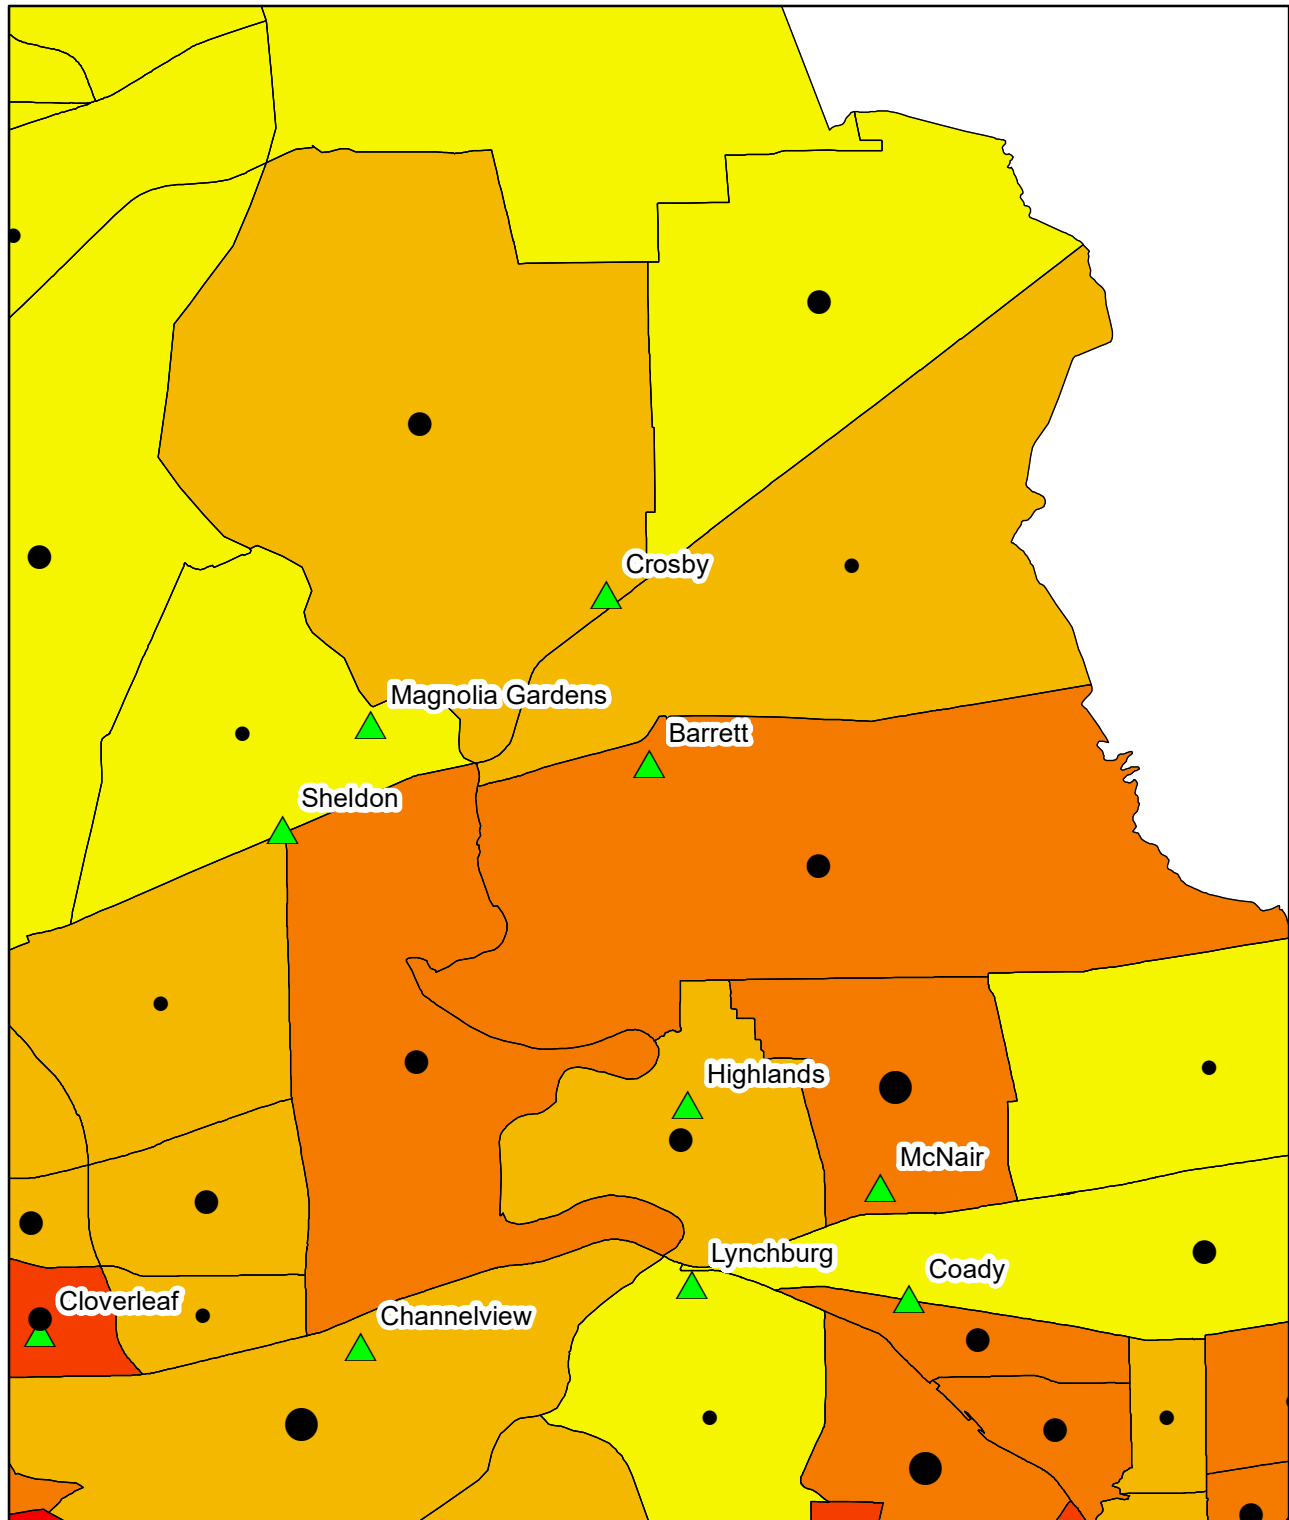 Crosby
Magnolia Gardens
Barrett
Sheldon
Highlands
McNair
Lynchburg
Coady
Cloverleaf
Channelview